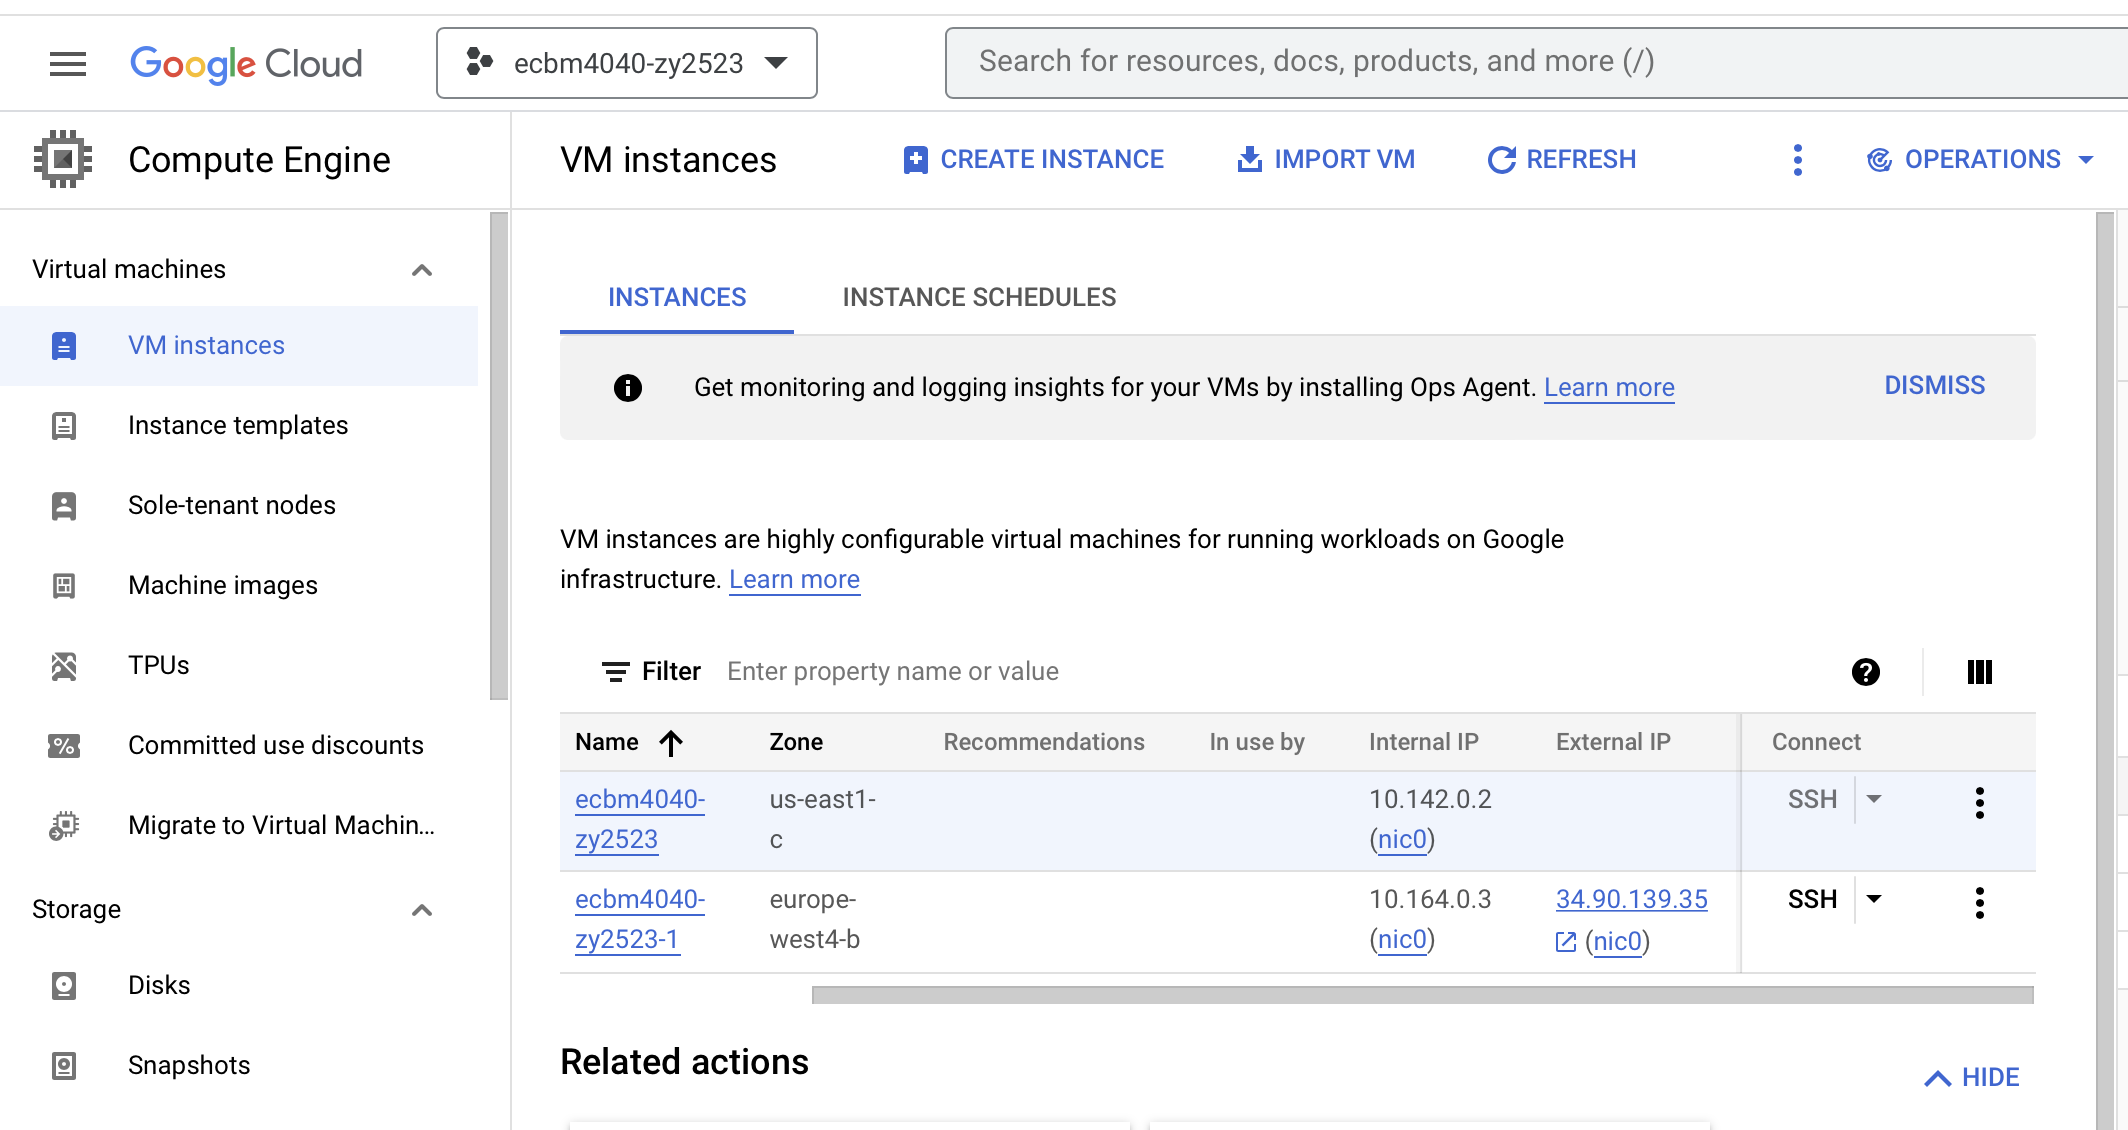 Google Cloud
ecbm4040-zy2523
Search for resources, docs, products, and more (/)
Compute Engine
VM instances
CREATE INSTANCE
IMPORT VM
REFRESH
OPERATIONS
Virtual machines
VM instances
Instance templates
Sole-tenant nodes
Machine images
TPUs
Committed use discounts
Migrate to Virtual Machin...
Storage
Disks
Snapshots
INSTANCES
INSTANCE SCHEDULES
Get monitoring and logging insights for your VMs by installing Ops Agent. Learn more
DISMISS
VM instances are highly configurable virtual machines for running workloads on Google
infrastructure. Learn more
Filter Enter property name or value
Name Zone Recommendations In use by Internal IP External IP Connect
ecbm4040- us-east1- 10.142.0.2 SSH
zy2523 c (nic0)
ecbm4040- europe- 10.164.0.3 34.90.139.35 SSH
zy2523-1 west4-b (nic0) (nic0)
Related actions
HIDE